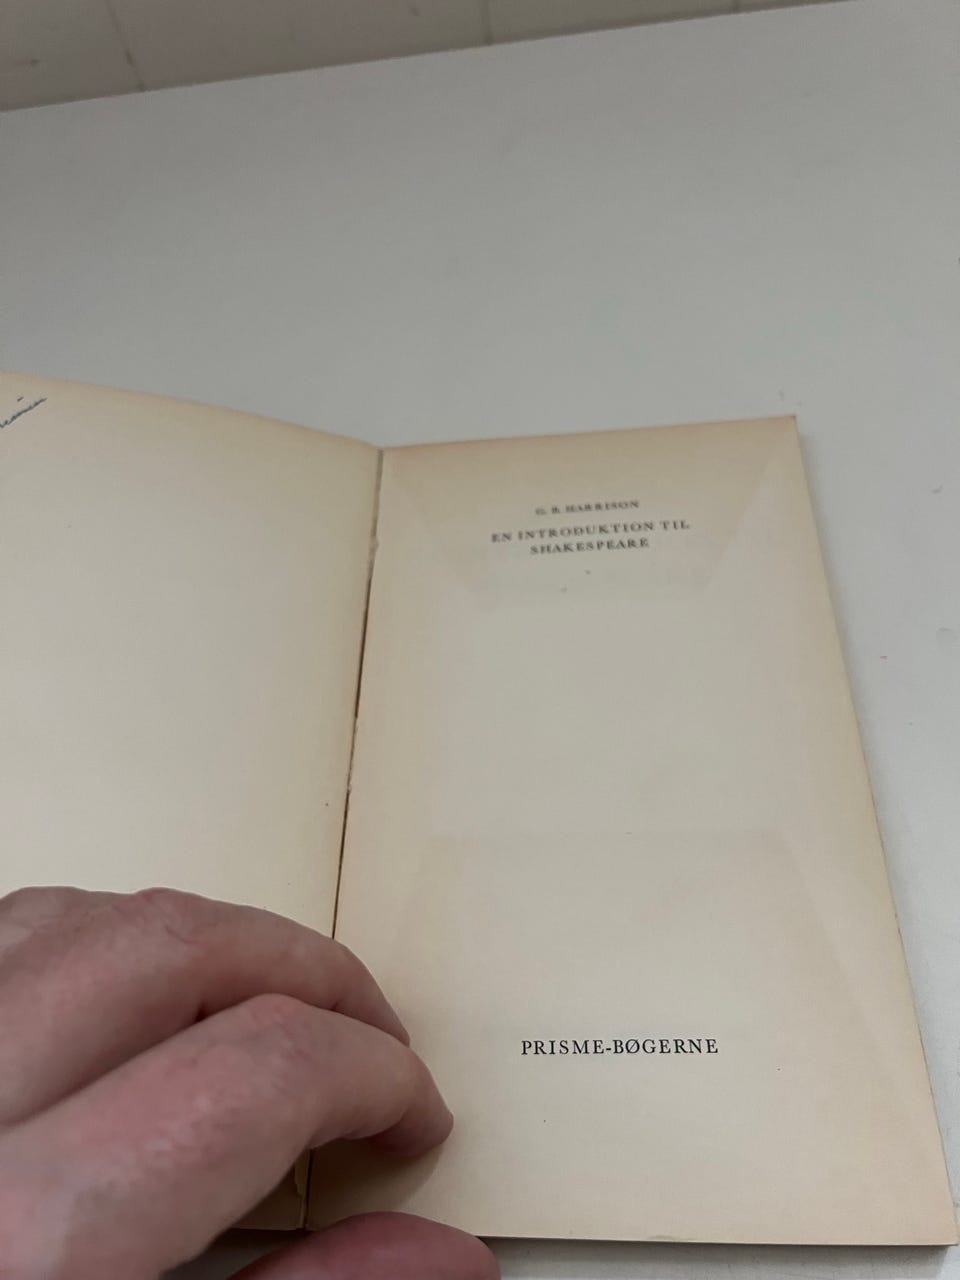 G. B. HARRISON
EN INTRODUKTION TIL
SHAKESPEARE
PRISME-BØGERNE